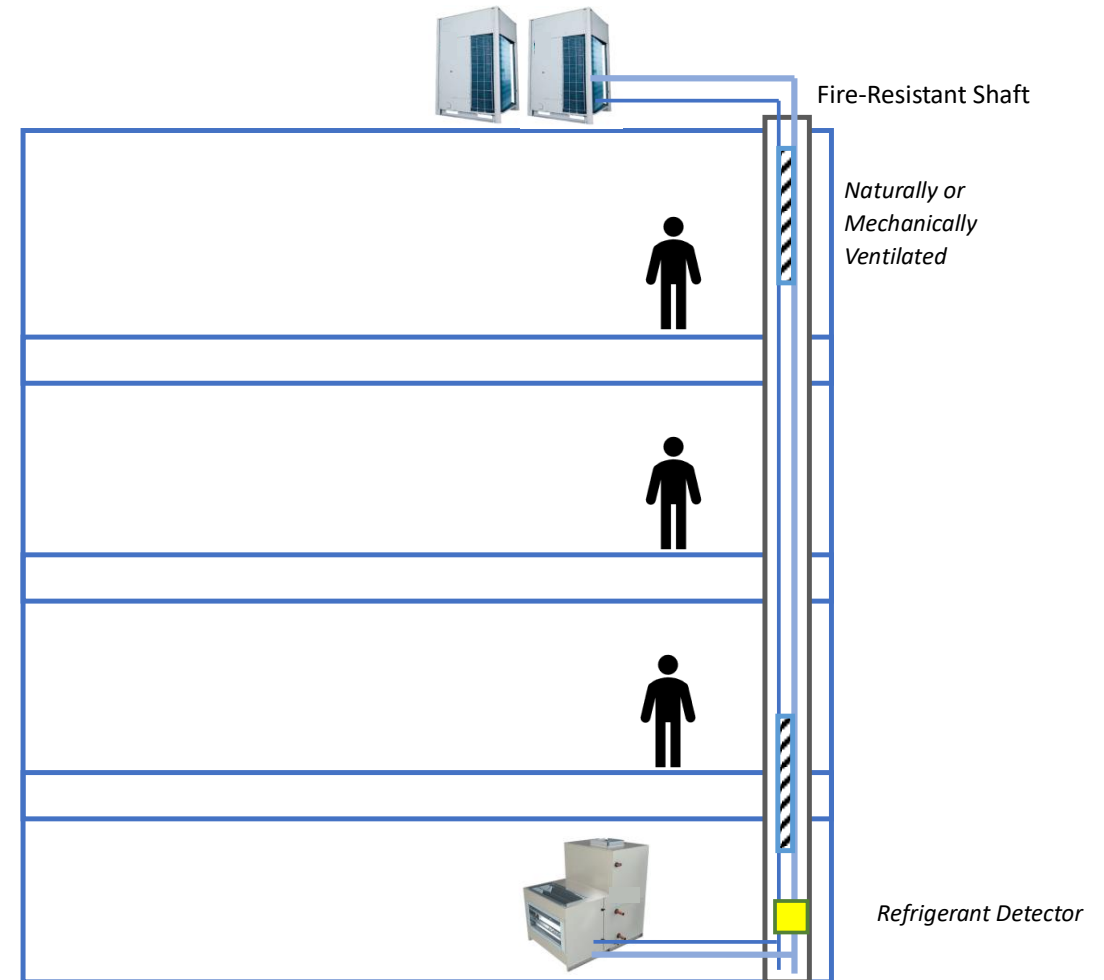 Fire-Resistant Shaft
Naturally or
Mechanically
Ventilated
Refrigerant Detector